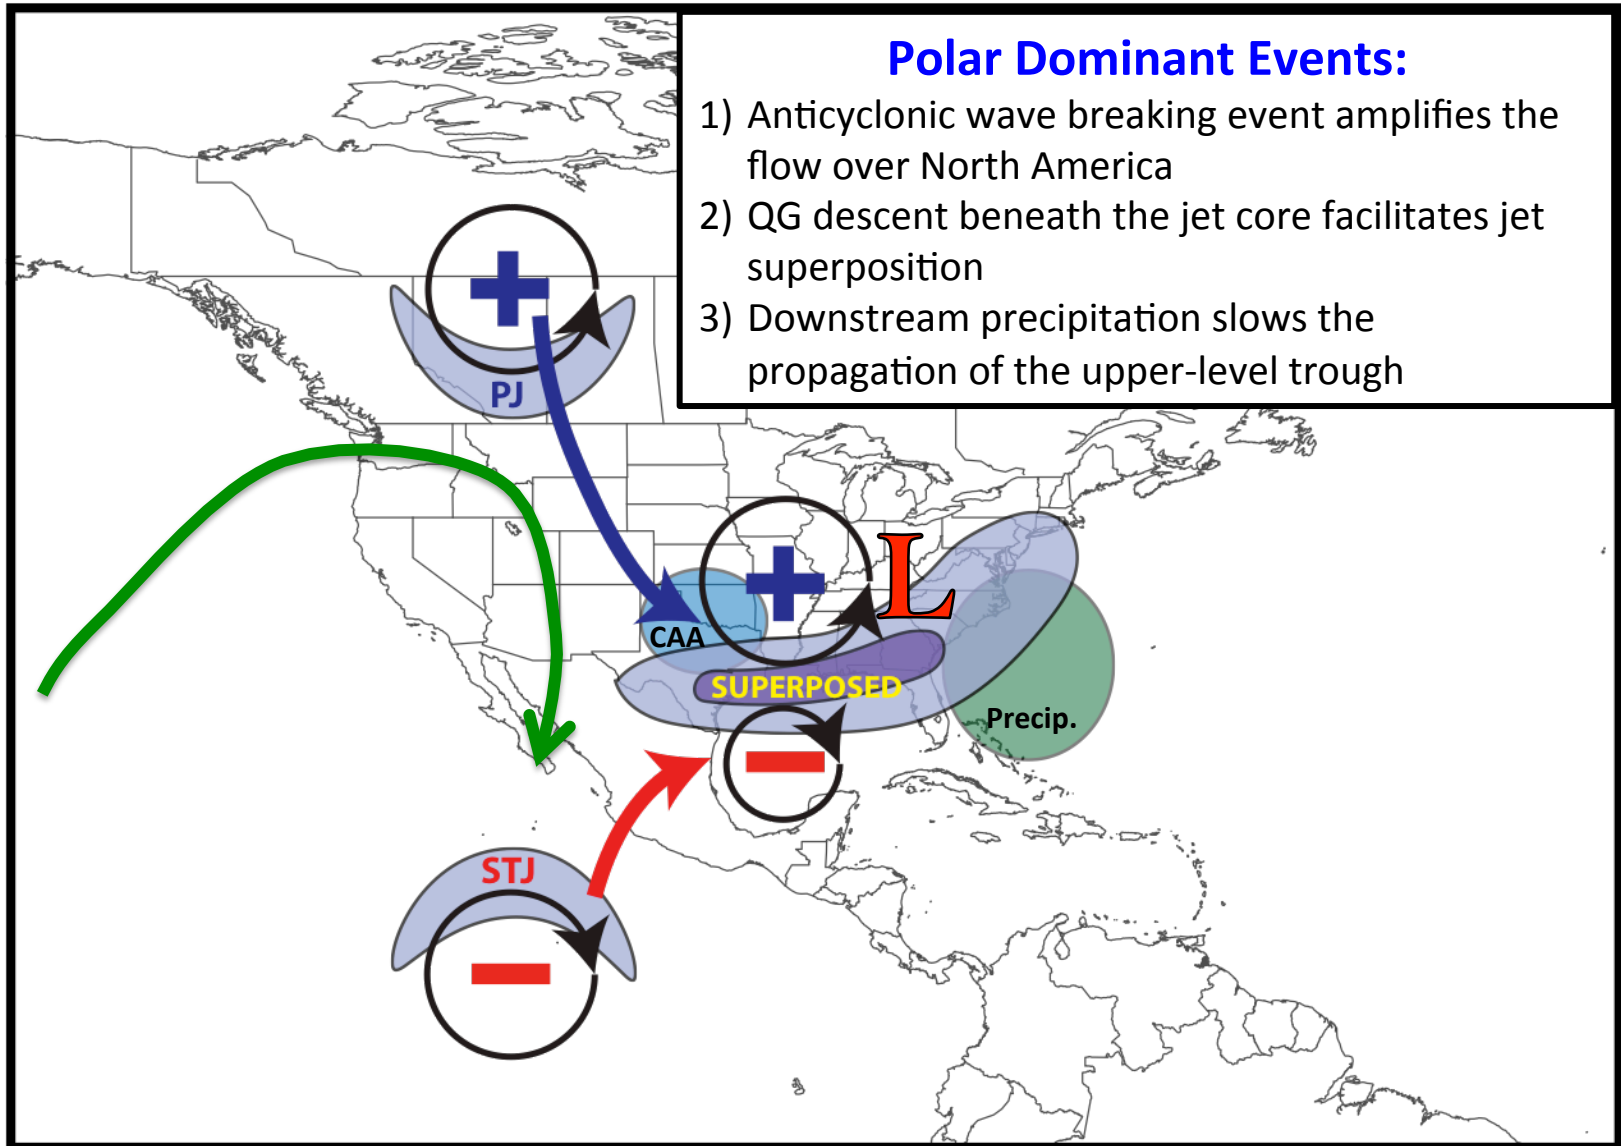 Polar Dominant Events:
1) Anticyclonic wave breaking event amplifies the
flow over North America
2) QG descent beneath the jet core facilitates jet
superposition
3) Downstream precipitation slows the
propagation of the upper-level trough
PJ
L
CAA
SUPERPOSED
Precip.
STJ